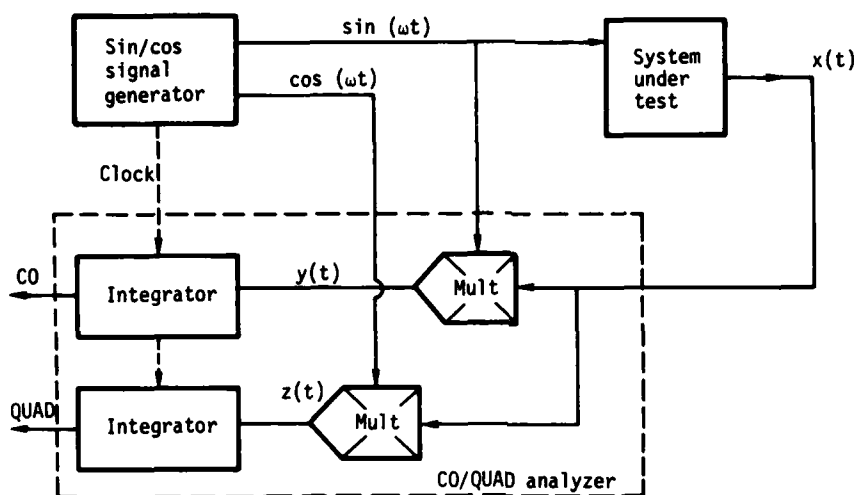 Sin/cos
signal
generator
sin (ωt)
cos (ωt)
System
under
test
x(t)
Clock
CO
Integrator
y(t)
Mult
QUAD
Integrator
z(t)
Mult
CO/QUAD analyzer